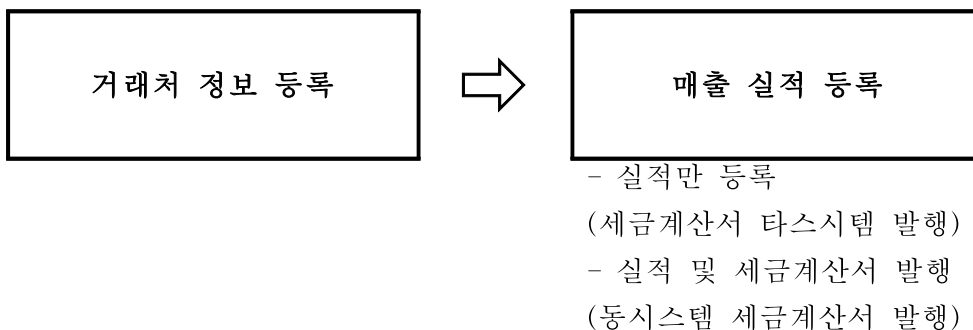 거래처 정보 등록
매출 실적 등록
- 실적만 등록
(세금계산서 타스시템 발행)
- 실적 및 세금계산서 발행
(동시스템 세금계산서 발행)